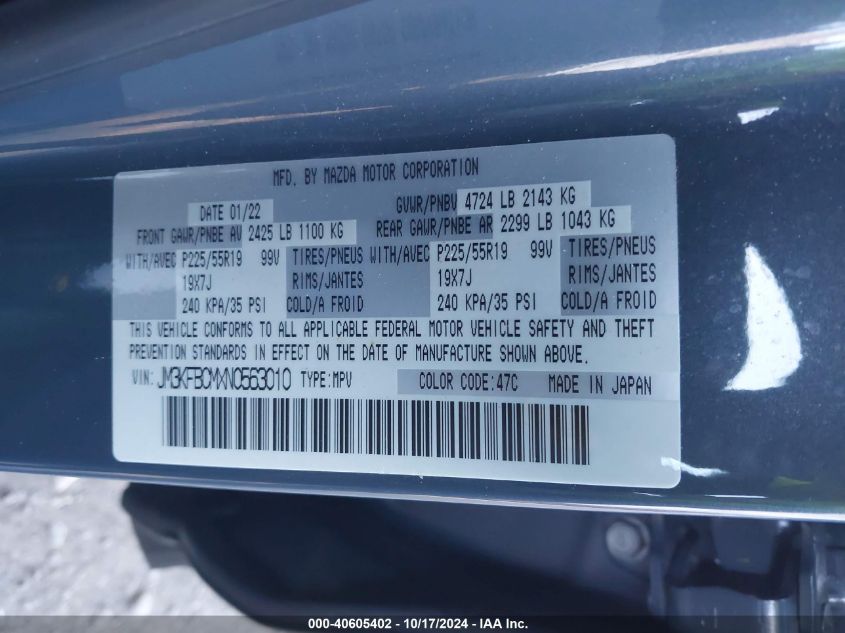 MFD. BY MAZDA MOTOR CORPORATION
DATE 01/22 GVWR/PNBV 4724 LB 2143 KG
FRONT GAWR/PNBE AV 2425 LB 1100 KG REAR GAWR/PNBE AR 2299 LB 1043 KG
WITH/AVEC P225/55R19 99V TIRES/PNEUS WITH/AVEC P225/55R19 99V TIRES/PNEUS
19X7J RIMS/JANTES 19X7J RIMS/JANTES
240 KPA/35 PSI COLD/A FROID 240 KPA/35 PSI COLD/A FROID
THIS VEHICLE CONFORMS TO ALL APPLICABLE FEDERAL MOTOR VEHICLE SAFETY AND THEFT
PREVENTION STANDARDS IN EFFECT ON THE DATE OF MANUFACTURE SHOWN ABOVE.
VIN: JM3KFBCMXN0553010 TYPE:MPV COLOR CODE:47C MADE IN JAPAN
000-40605402 - 10/17/2024 - IAA Inc.